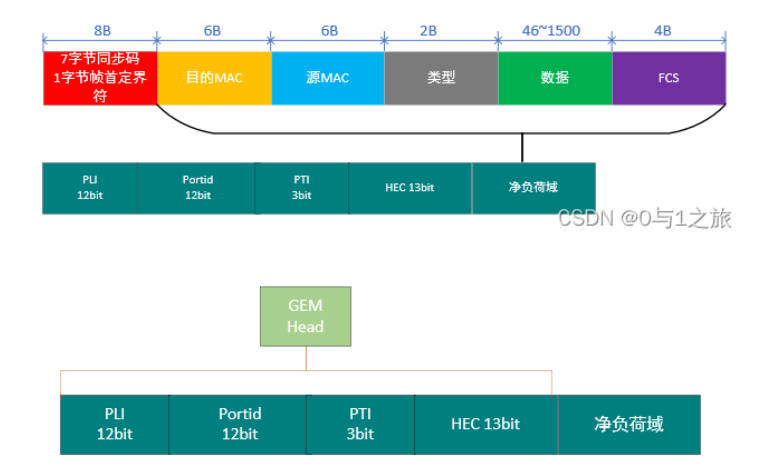 8B 6B 6B 2B 46~1500 4B
7字节同步码
1字节帧首定界
符
目的MAC
源MAC
类型
数据
FCS
PLI
12bit
Portid
12bit
PTI
3bit
HEC 13bit
净负荷域
CSDN @0与1之旅
GEM
Head
PLI
12bit
Portid
12bit
PTI
3bit
HEC 13bit
净负荷域